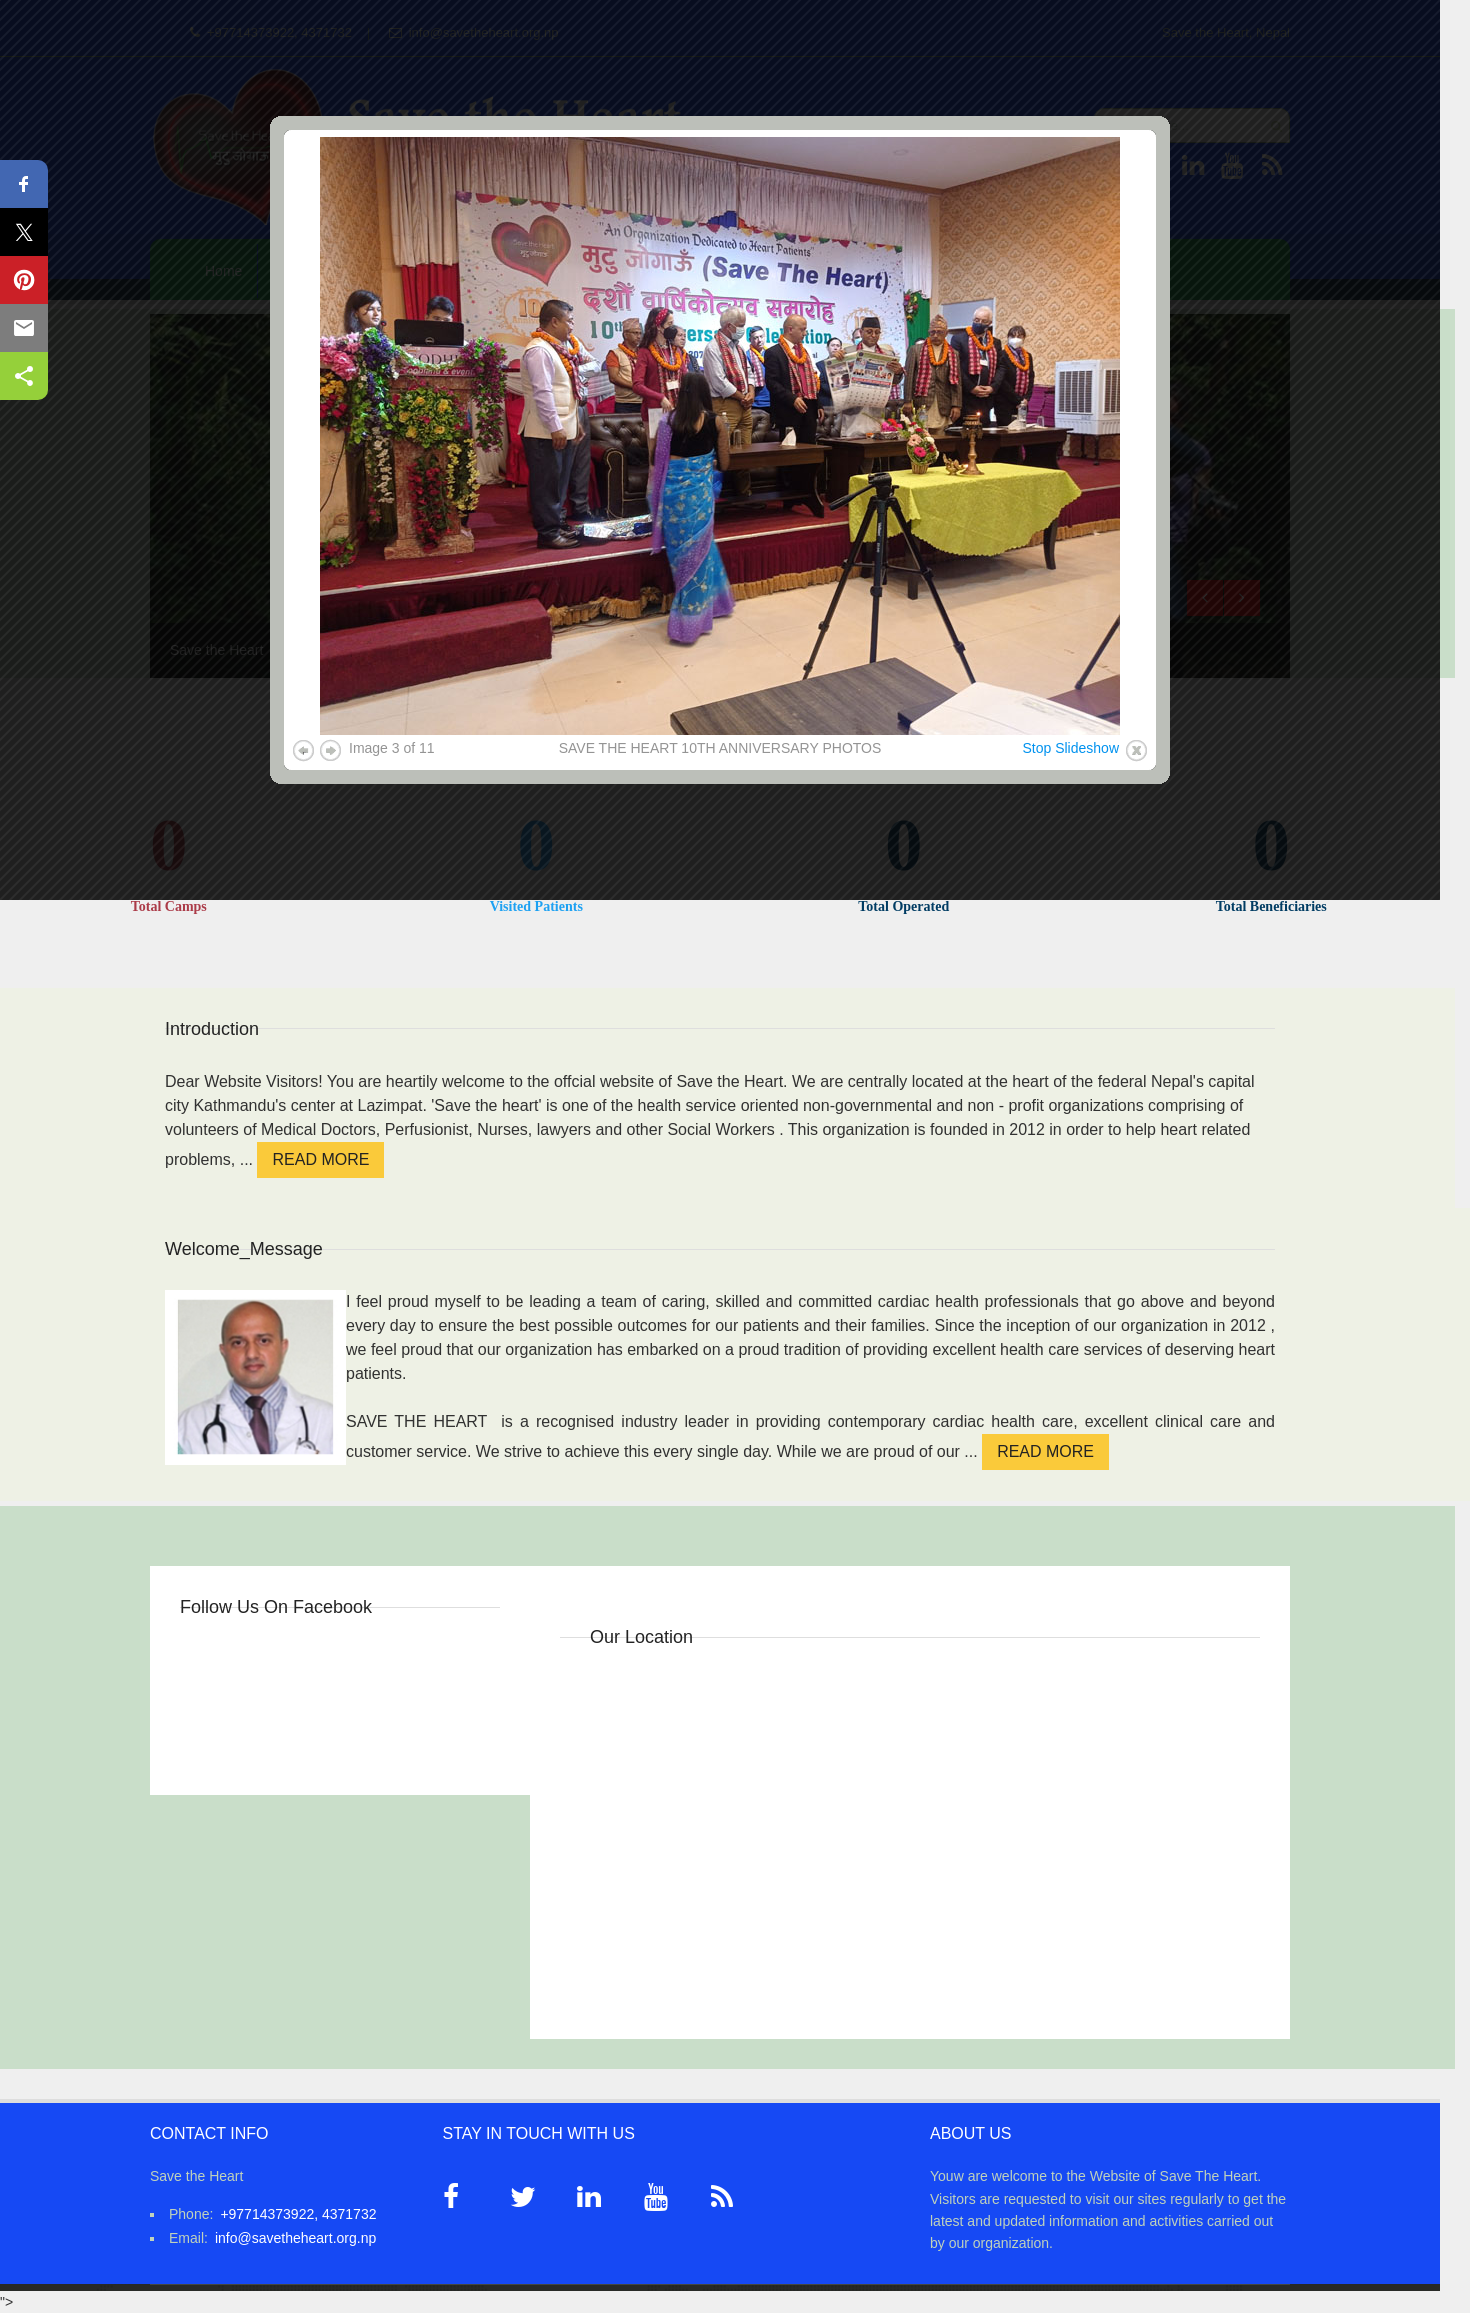 +97714373922, 4371732 | info@savetheheart.org.np
Save the Heart, Nepal
Save the Heart
Home
"An Organization Dedicated to Heart Patients"
Save the Heart
मुटु जोगाऔं
मुटु जोगाऊँ (Save The Heart)
दशौं वार्षिकोत्सव समारोह
10th
Celebration
Save the Heart
Image 3 of 11
SAVE THE HEART 10TH ANNIVERSARY PHOTOS
Stop Slideshow
0
0
0
0
Total Camps
Visited Patients
Total Operated
Total Beneficiaries
Introduction
Dear Website Visitors! You are heartily welcome to the offcial website of Save the Heart. We are centrally located at the heart of the federal Nepal's capital
city Kathmandu's center at Lazimpat. 'Save the heart' is one of the health service oriented non-governmental and non - profit organizations comprising of
volunteers of Medical Doctors, Perfusionist, Nurses, lawyers and other Social Workers . This organization is founded in 2012 in order to help heart related
problems, ... READ MORE
Welcome_Message
I feel proud myself to be leading a team of caring, skilled and committed cardiac health professionals that go above and beyond
every day to ensure the best possible outcomes for our patients and their families. Since the inception of our organization in 2012 ,
we feel proud that our organization has embarked on a proud tradition of providing excellent health care services of deserving heart
patients.
SAVE THE HEART is a recognised industry leader in providing contemporary cardiac health care, excellent clinical care and
customer service. We strive to achieve this every single day. While we are proud of our ... READ MORE
Follow Us On Facebook
Our Location
CONTACT INFO
Save the Heart
Phone: +97714373922, 4371732
Email: info@savetheheart.org.np
STAY IN TOUCH WITH US
You
Tube
ABOUT US
Youw are welcome to the Website of Save The Heart.
Visitors are requested to visit our sites regularly to get the
latest and updated information and activities carried out
by our organization.
">